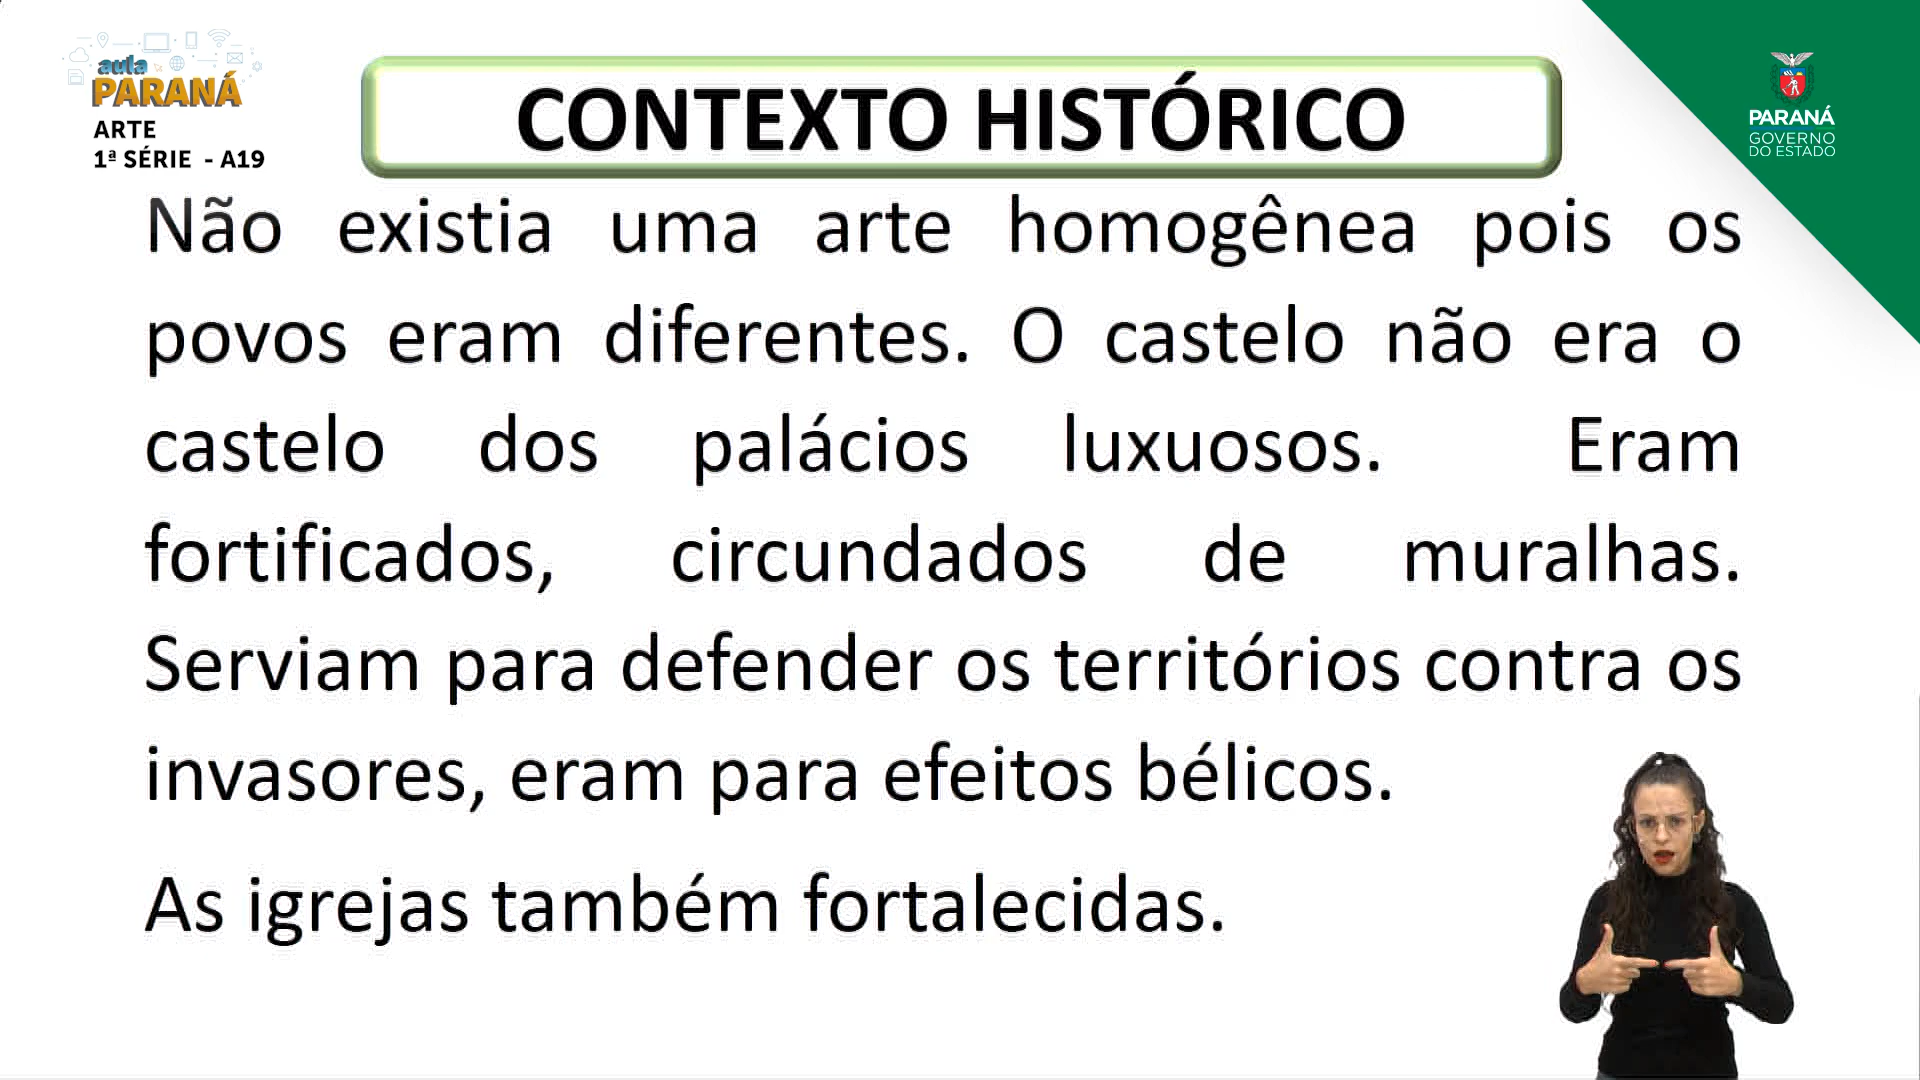 aula
PARANÁ
ARTE
1ª SÉRIE - A19
CONTEXTO HISTÓRICO
PARANÁ
GOVERNO
DO ESTADO
Não existia uma arte homogênea pois os
povos eram diferentes. O castelo não era o
castelo dos palácios luxuosos. Eram
fortificados, circundados de muralhas.
Serviam para defender os territórios contra os
invasores, eram para efeitos bélicos.
As igrejas também fortalecidas.